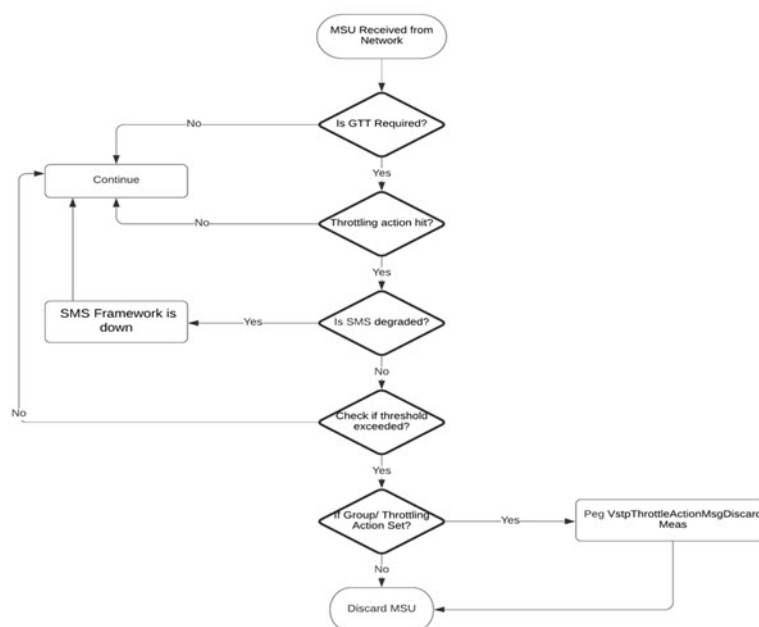 MSU Received from
Network
Is GTT Required?
No
Yes
Continue
Throttling action hit?
No
Yes
SMS Framework is
down
Yes
Is SMS degraded?
No
Check if threshold
exceeded?
No
Yes
If Group/ Throttling
Action Set?
Yes
Peg VstpThrottleActionMsgDiscard
Meas
No
Discard MSU